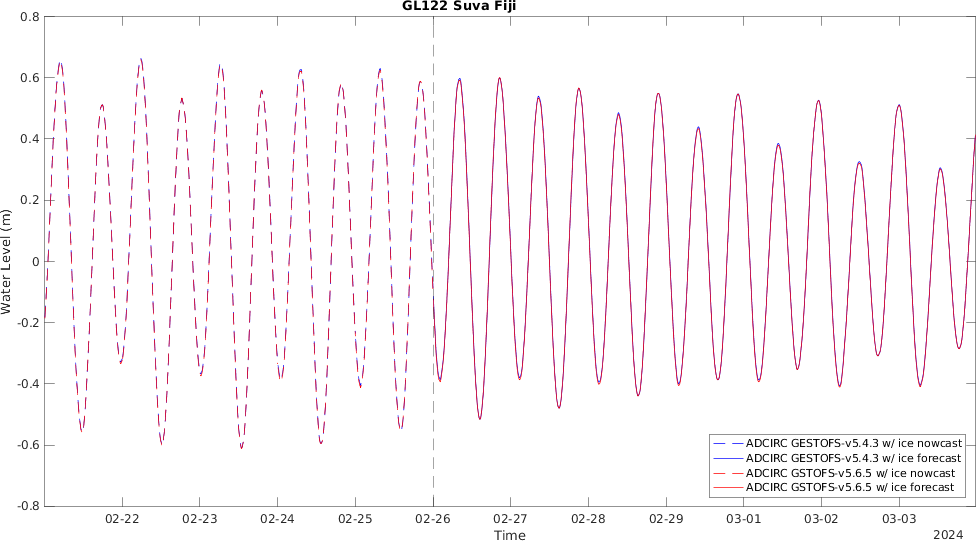 GL122 Suva Fiji
0.8
0.6
0.4
0.2
0
-0.2
-0.4
-0.6
-0.8
Water Level (m)
ADCIRC GESTOFS-v5.4.3 w/ ice nowcast
ADCIRC GESTOFS-v5.4.3 w/ ice forecast
ADCIRC GSTOFS-v5.6.5 w/ ice nowcast
ADCIRC GSTOFS-v5.6.5 w/ ice forecast
02-22 02-23 02-24 02-25 02-26 02-27 02-28 02-29 03-01 03-02 03-03
Time
2024